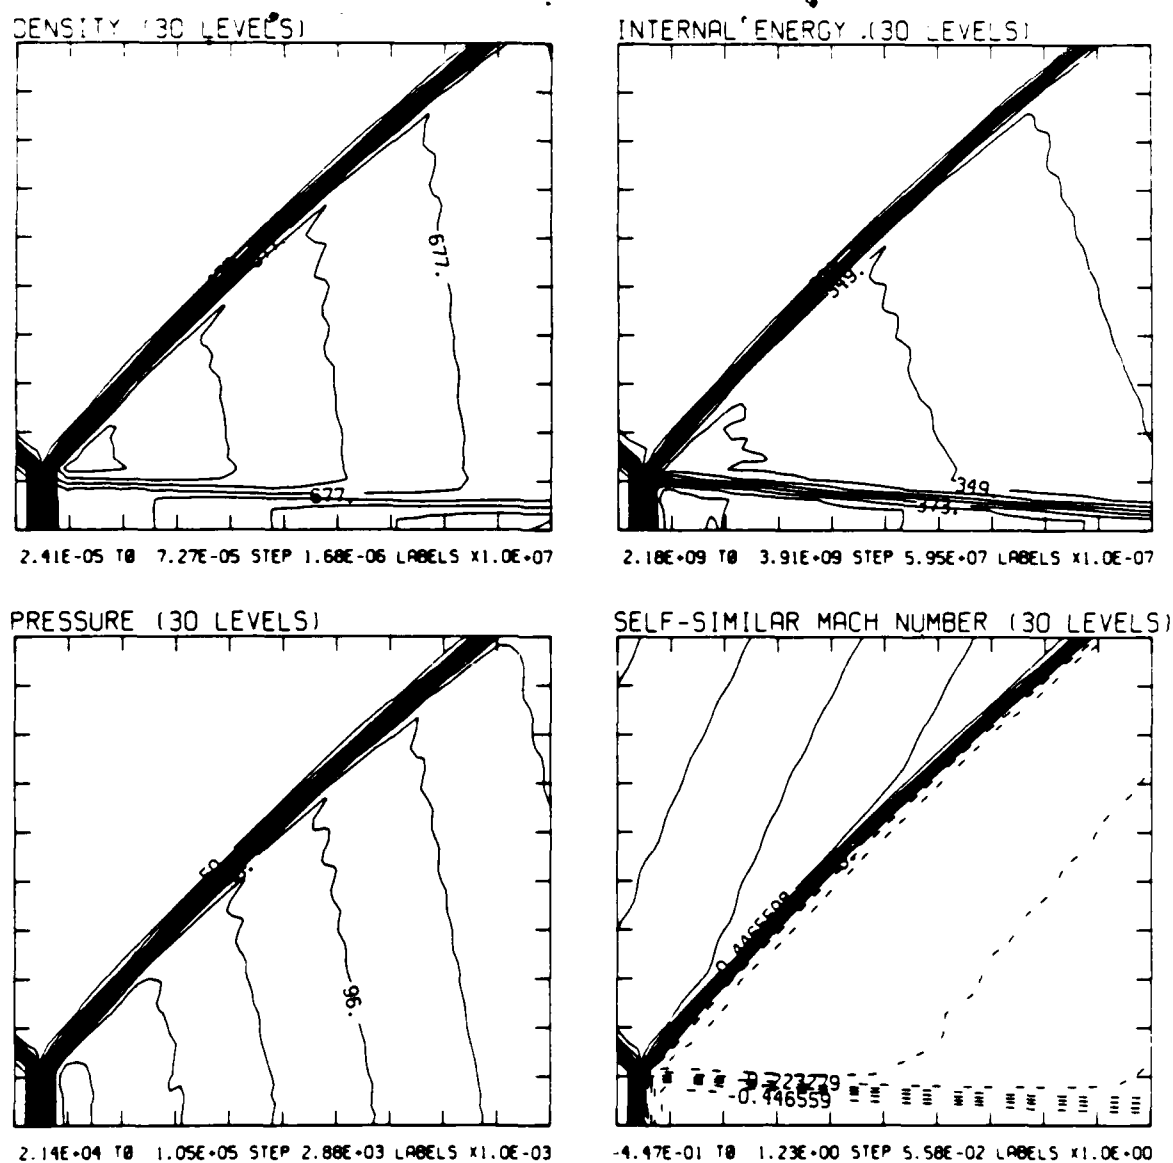 DENSITY (30 LEVELS)
677.
677.
2.41E-05 TO 7.27E-05 STEP 1.68E-06 LABELS X1.0E+07
INTERNAL ENERGY (30 LEVELS)
349.
349
373.
2.18E+09 TO 3.91E+09 STEP 5.95E+07 LABELS X1.0E-07
PRESSURE (30 LEVELS)
96.
2.14E+04 TO 1.05E+05 STEP 2.88E+03 LABELS X1.0E-03
SELF-SIMILAR MACH NUMBER (30 LEVELS)
-0.223279
-0.446559
-4.47E-01 TO 1.23E+00 STEP 5.58E-02 LABELS X1.0E+00